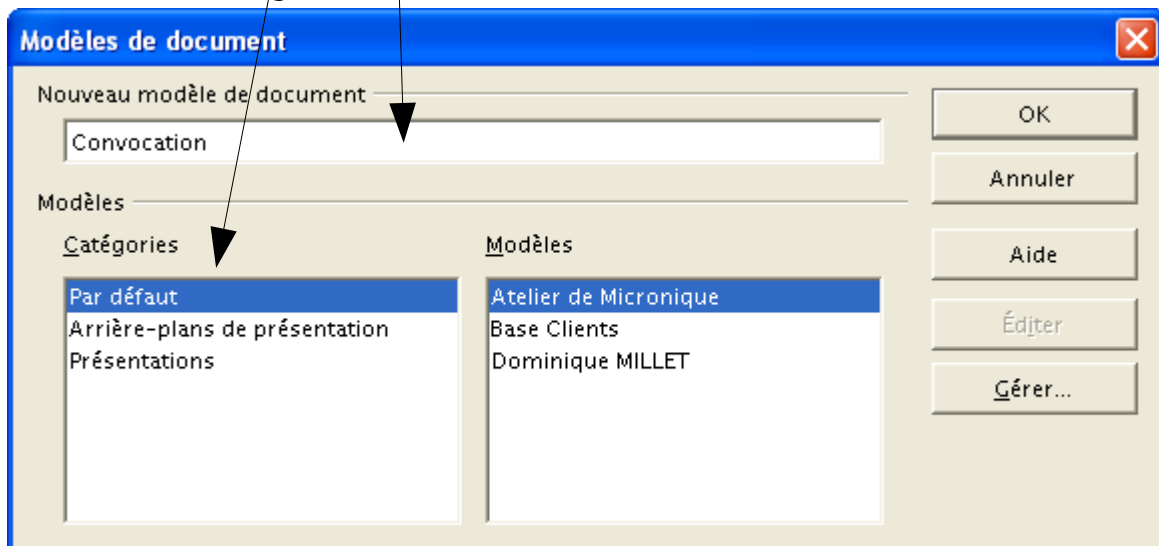 Modèles de document
Nouveau modèle de document
Convocation
OK
Annuler
Modèles
Catégories
Modèles
Aide
Par défaut
Arrière-plans de présentation
Présentations
Atelier de Micronique
Base Clients
Dominique MILLET
Éditer
Gérer...